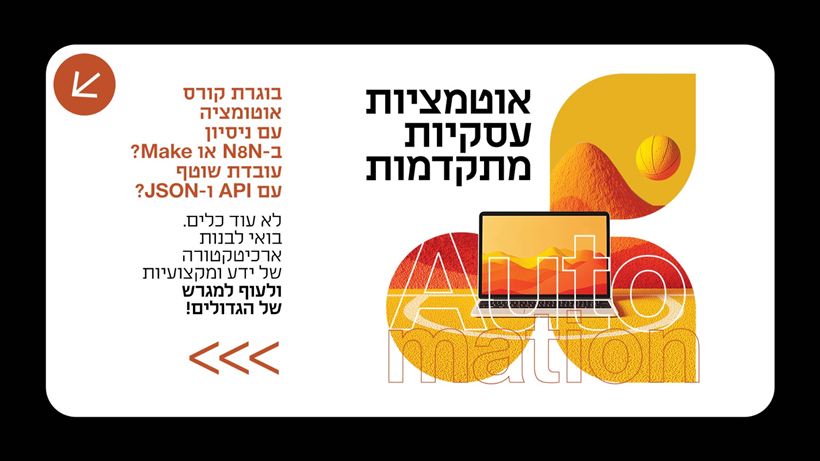 אוטמציות
עסקיות
מתקדמות
Auto
mation
בוגרת קורס
אוטומציה
עם ניסיון
ב-N8N או Make?
עובדת שוטף
עם API ו-JSON?
לא עוד כלים.
בואי לבנות
ארכיטקטורה
של ידע ומקצועיות
ולעוף למגרש
של הגדולים!
<<<